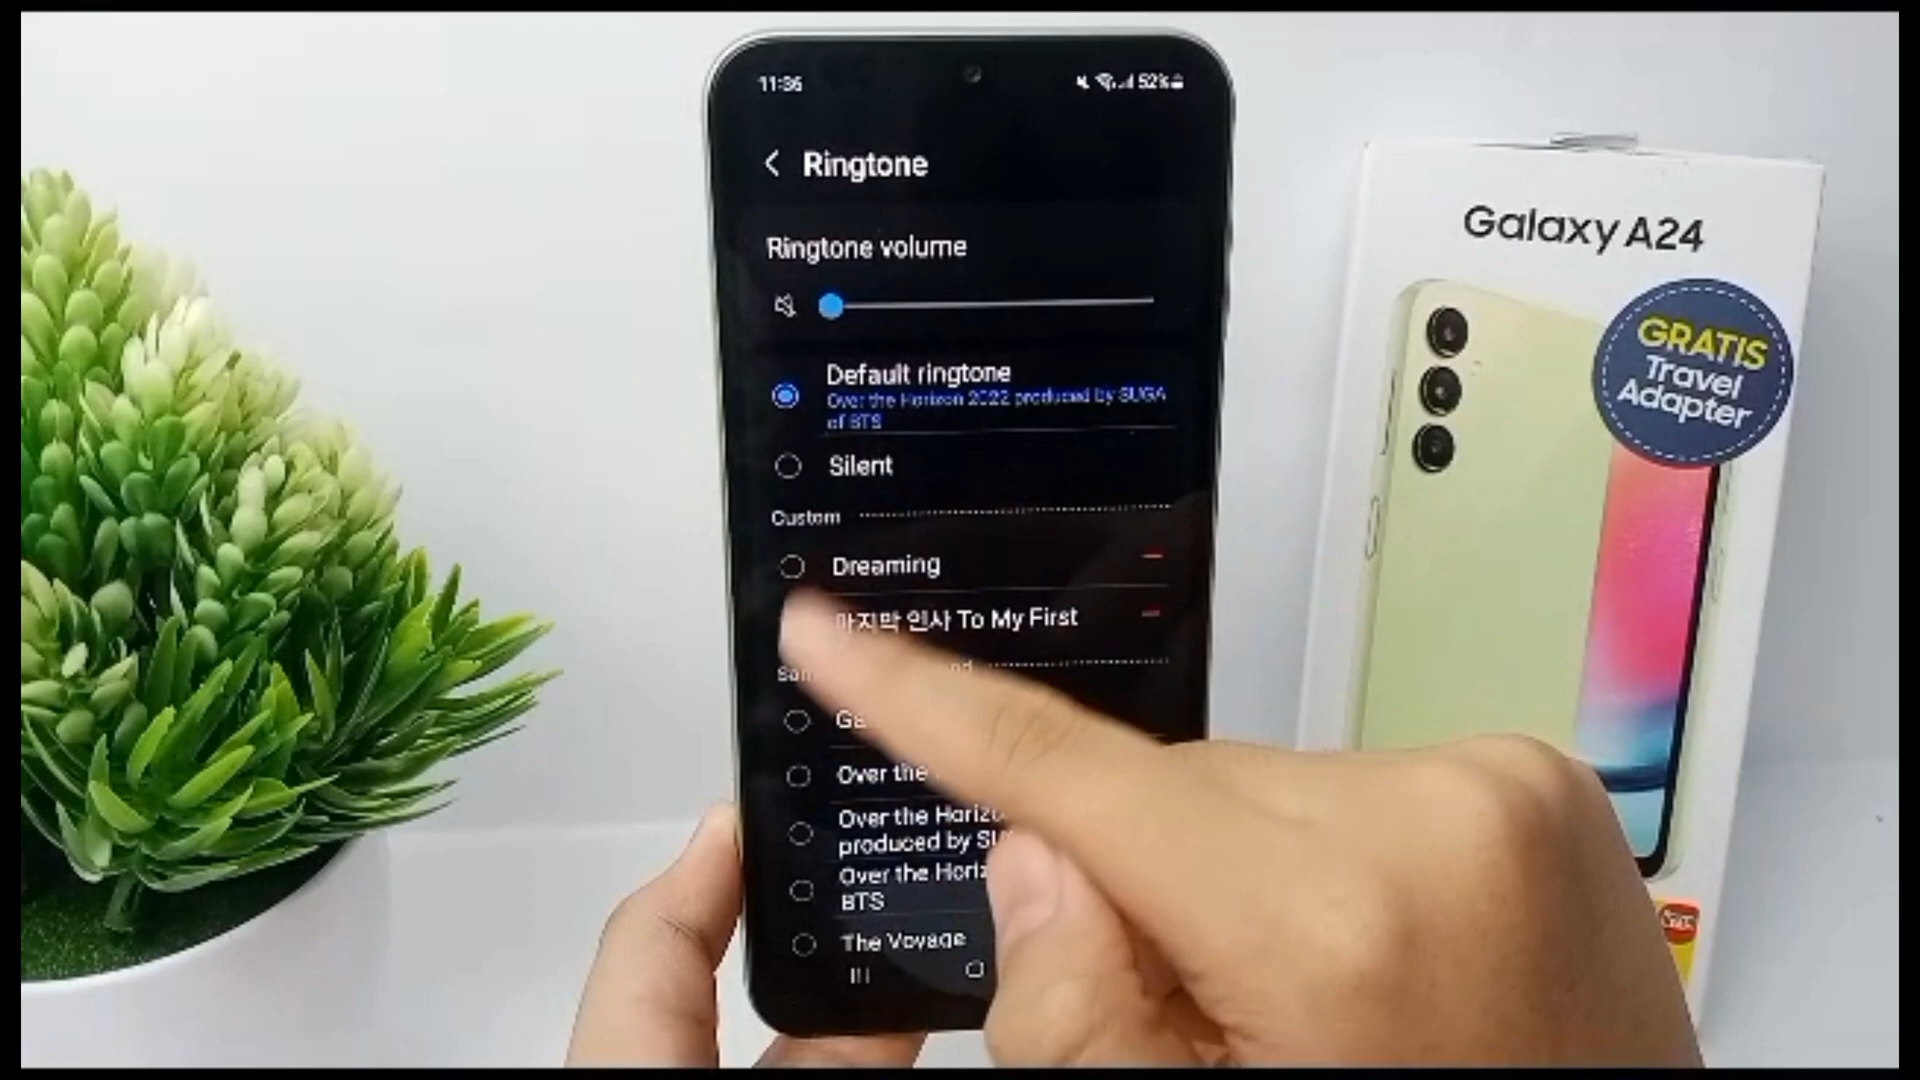 11:36
52%
Ringtone
Ringtone volume
Default ringtone
Over the Horizon 2022 produced by SUGA
of BTS
Silent
Custom
Dreaming
마지막 인사 To My First
Over the
Over the Horizo
produced by SU
Over the Horiz
BTS
The Voyage
Galaxy A24
GRATIS
Travel
Adapter